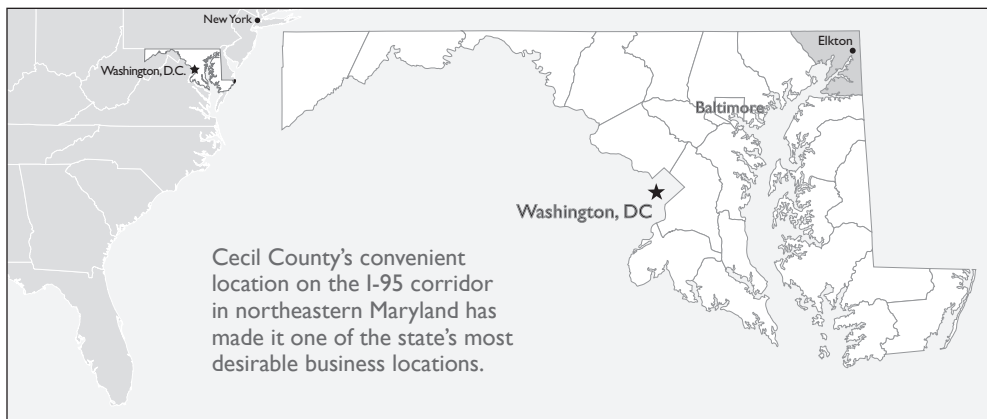 New York
Washington, D.C.
Elkton
Baltimore
Washington, DC
Cecil County’s convenient
location on the I-95 corridor
in northeastern Maryland has
made it one of the state’s most
desirable business locations.